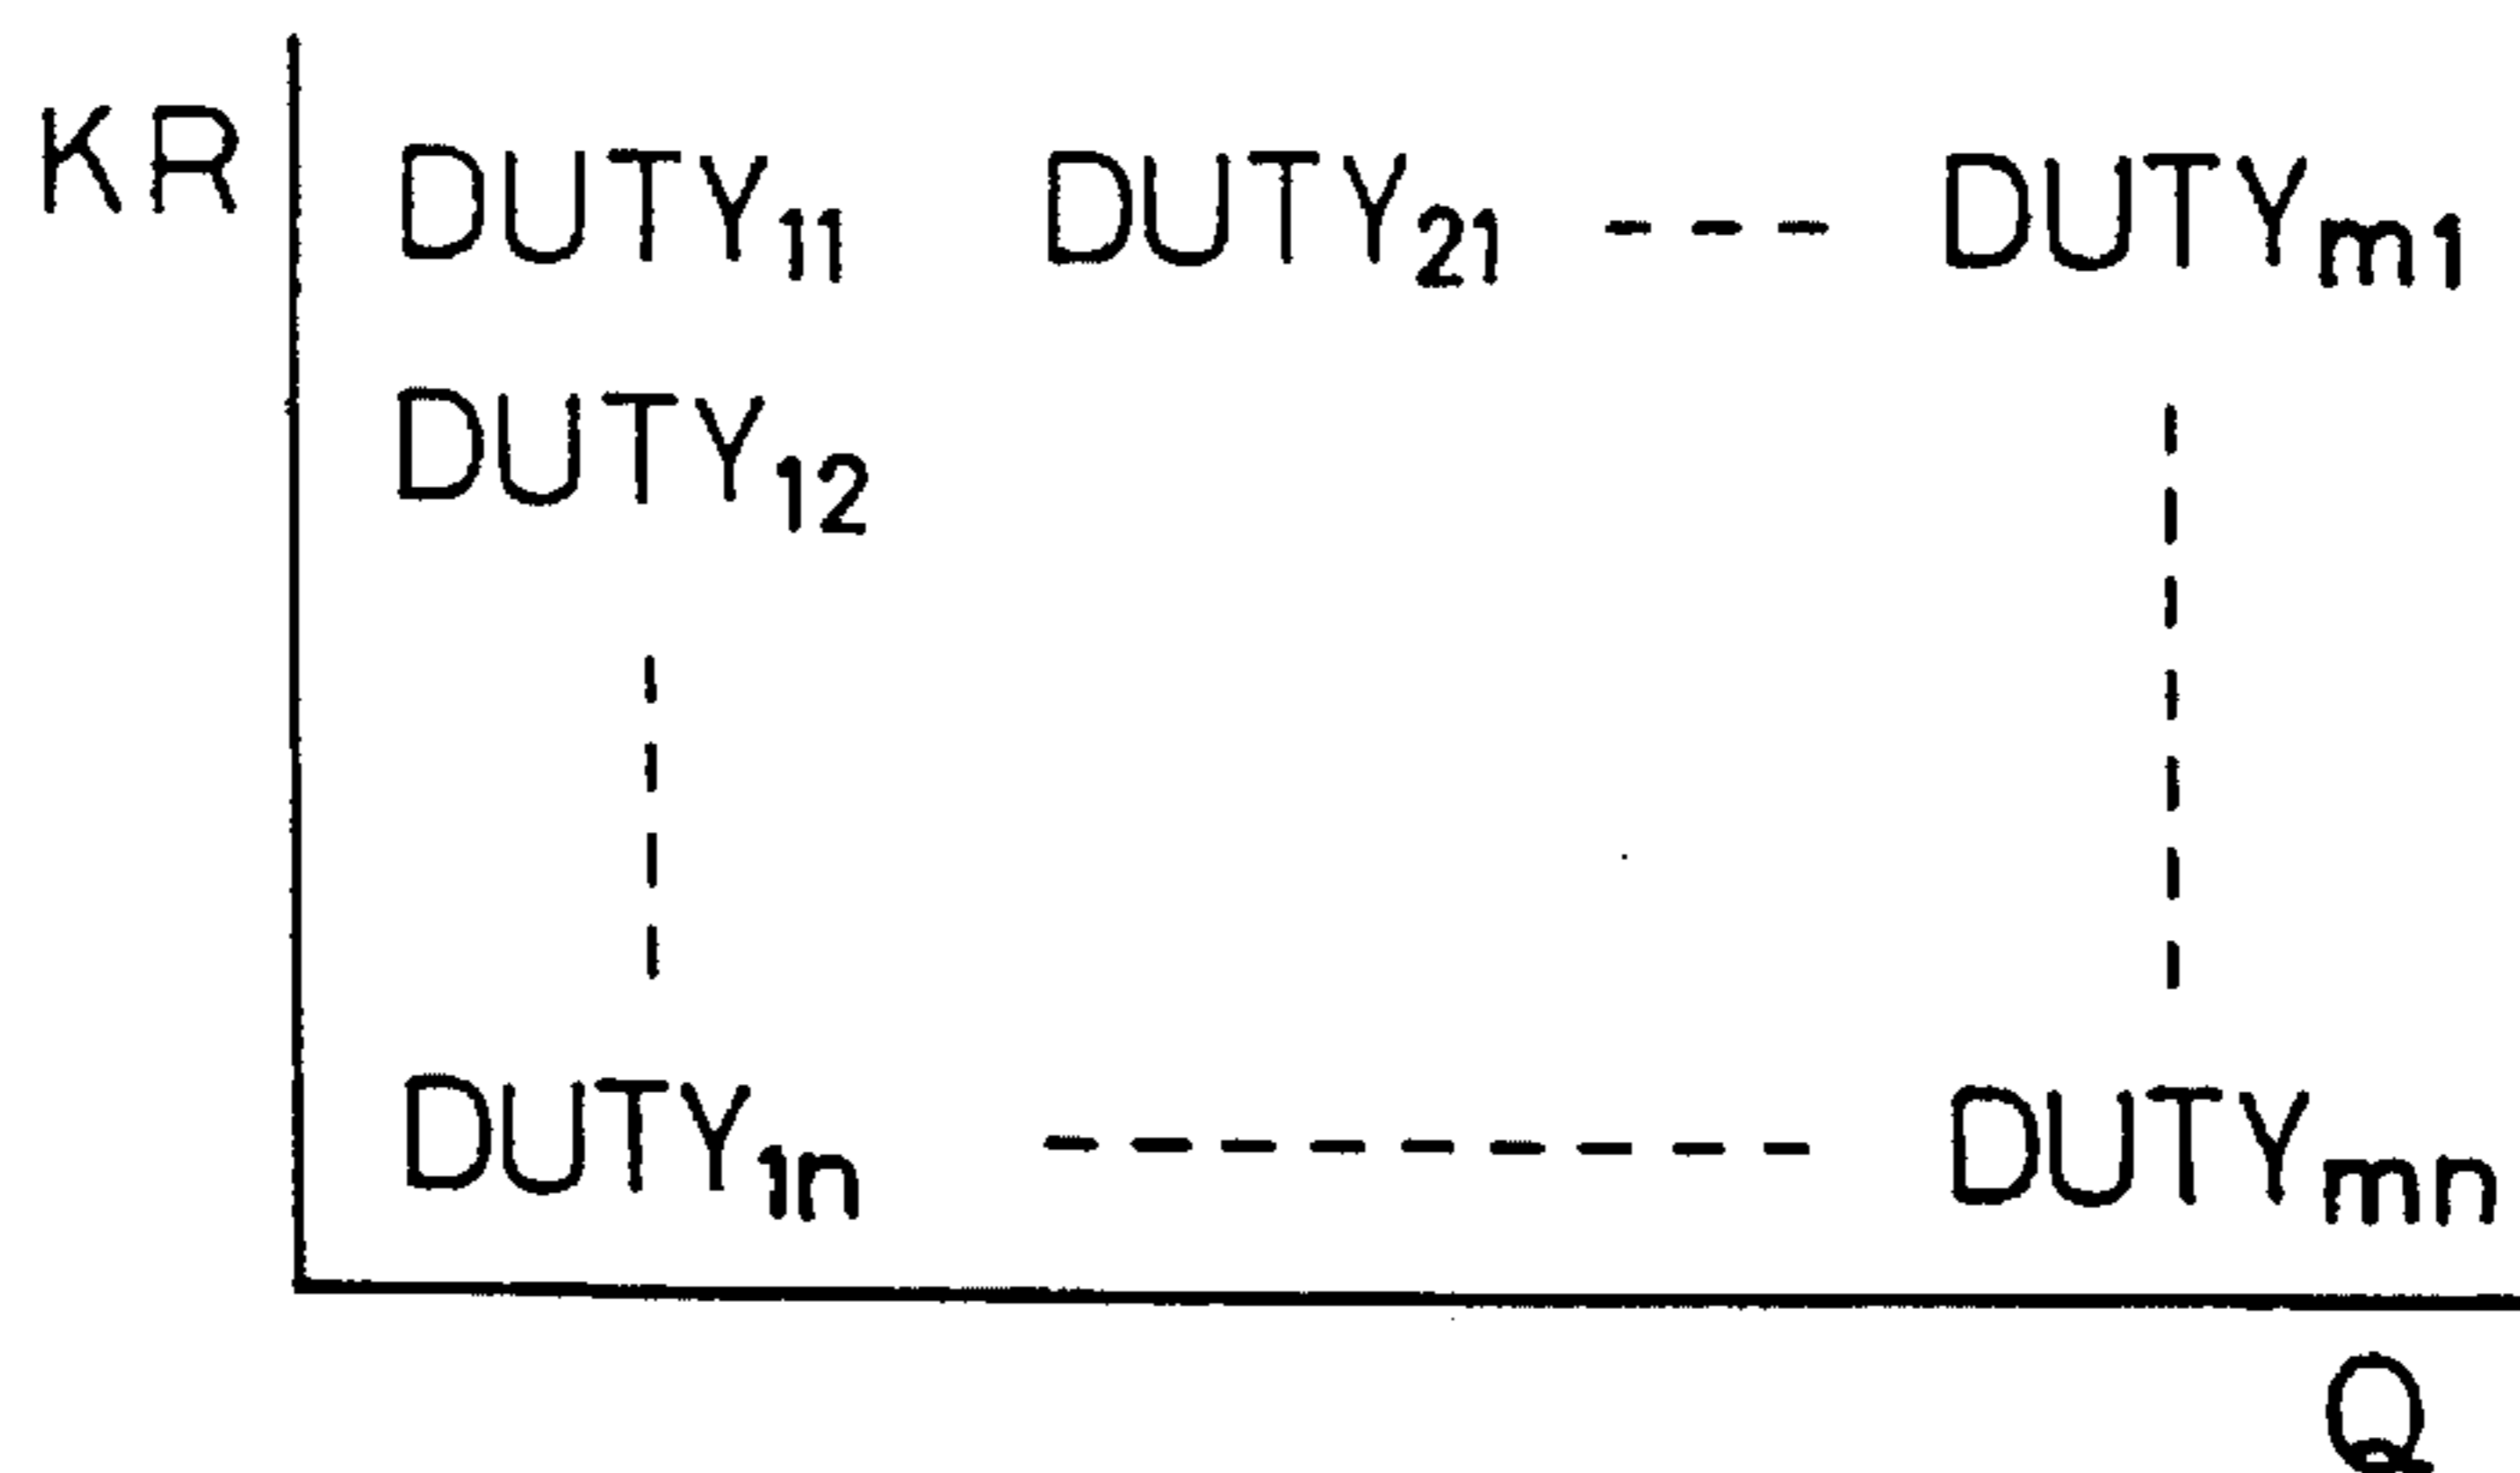 KR DUTY₁₁ DUTY₂₁ --- DUTYₘ₁
DUTY₁₂
DUTY₁ₙ --------- DUTYₘₙ
Q